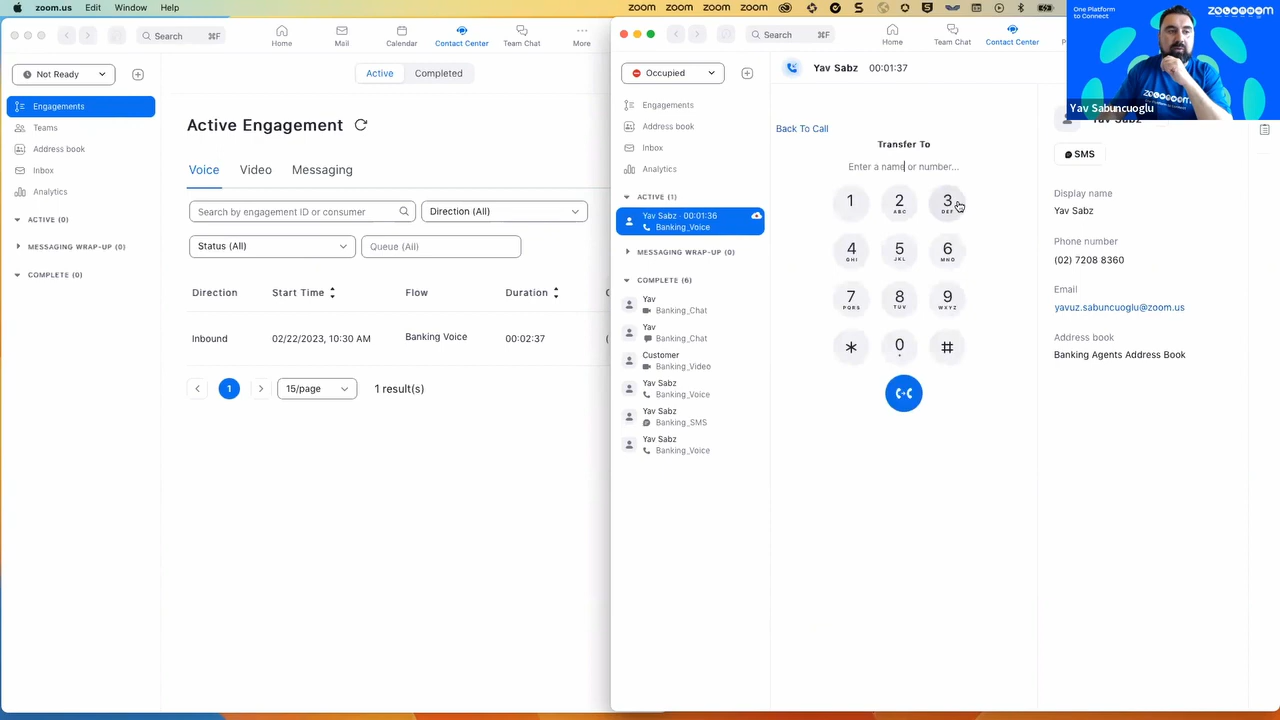 zoom.us Edit Window Help
zoom zoom zoom zoom
Search ⌘F
Home
Mail
Calendar
Contact Center
Team Chat
More
Not Ready
Engagements
Teams
Address book
Inbox
Analytics
ACTIVE (0)
MESSAGING WRAP-UP (0)
COMPLETE (0)
Active
Completed
Active Engagement
Voice
Video
Messaging
Search by engagement ID or consumer
Direction (All)
Status (All)
Queue (All)
Direction
Start Time
Flow
Duration
Inbound
02/22/2023, 10:30 AM
Banking Voice
00:02:37
1
15/page
1 result(s)
Search ⌘F
Home
Team Chat
Contact Center
Occupied
Engagements
Address book
Inbox
Analytics
ACTIVE (1)
Yav Sabz · 00:01:36
Banking_Voice
MESSAGING WRAP-UP (0)
COMPLETE (6)
Yav
Banking_Chat
Yav
Banking_Chat
Customer
Banking_Video
Yav Sabz
Banking_Voice
Yav Sabz
Banking_SMS
Yav Sabz
Banking_Voice
Yav Sabz 00:01:37
Back To Call
Transfer To
Enter a name or number...
1
2
ABC
3
DEF
4
GHI
5
JKL
6
MNO
7
PQRS
8
TUV
9
WXYZ
*
0
+
#
One Platform
to Connect
Yav Sabuncuoglu
Yav Sabz
SMS
Display name
Yav Sabz
Phone number
(02) 7208 8360
Email
yavuz.sabuncuoglu@zoom.us
Address book
Banking Agents Address Book